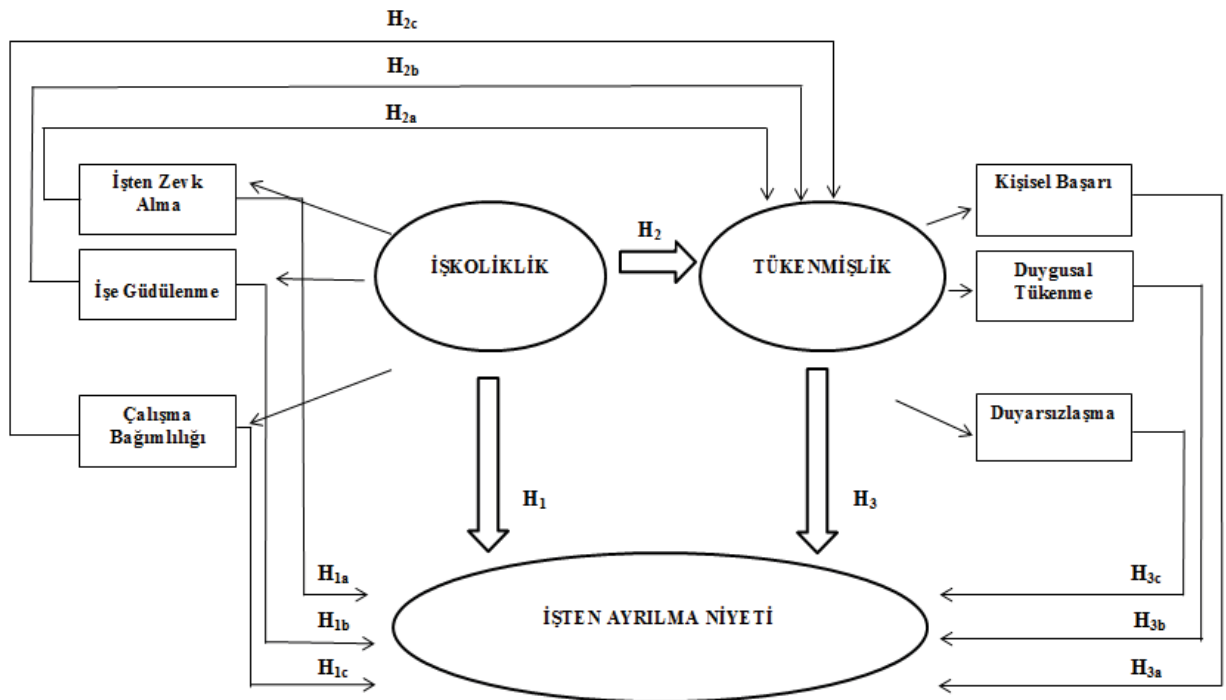 H2c
H2b
H2a
İşten Zevk
Alma
İşe Güdülenme
Çalışma
Bağımlılığı
İŞKOLİKLİK
H2
TÜKENMİŞLİK
Kişisel Başarı
Duygusal
Tükenme
Duyarsızlaşma
H1
H3
H1a
H1b
H1c
İŞTEN AYRILMA NİYETİ
H3c
H3b
H3a